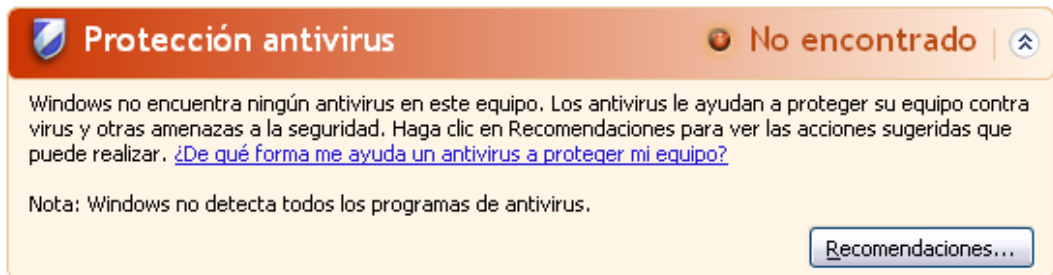 Protección antivirus No encontrado
Windows no encuentra ningún antivirus en este equipo. Los antivirus le ayudan a proteger su equipo contra
virus y otras amenazas a la seguridad. Haga clic en Recomendaciones para ver las acciones sugeridas que
puede realizar. ¿De qué forma me ayuda un antivirus a proteger mi equipo?
Nota: Windows no detecta todos los programas de antivirus.
Recomendaciones...